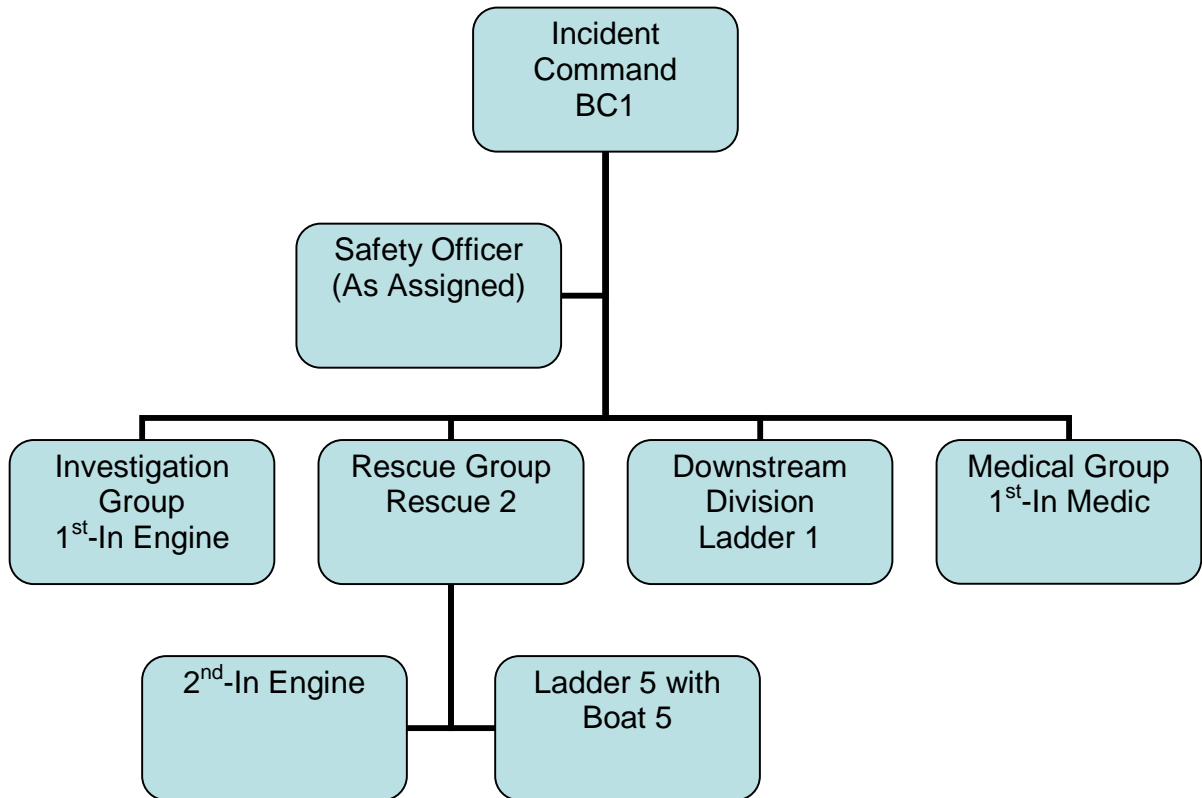 Incident
Command
BC1
Safety Officer
(As Assigned)
Investigation
Group
1st-In Engine
Rescue Group
Rescue 2
Downstream
Division
Ladder 1
Medical Group
1st-In Medic
2nd-In Engine
Ladder 5 with
Boat 5